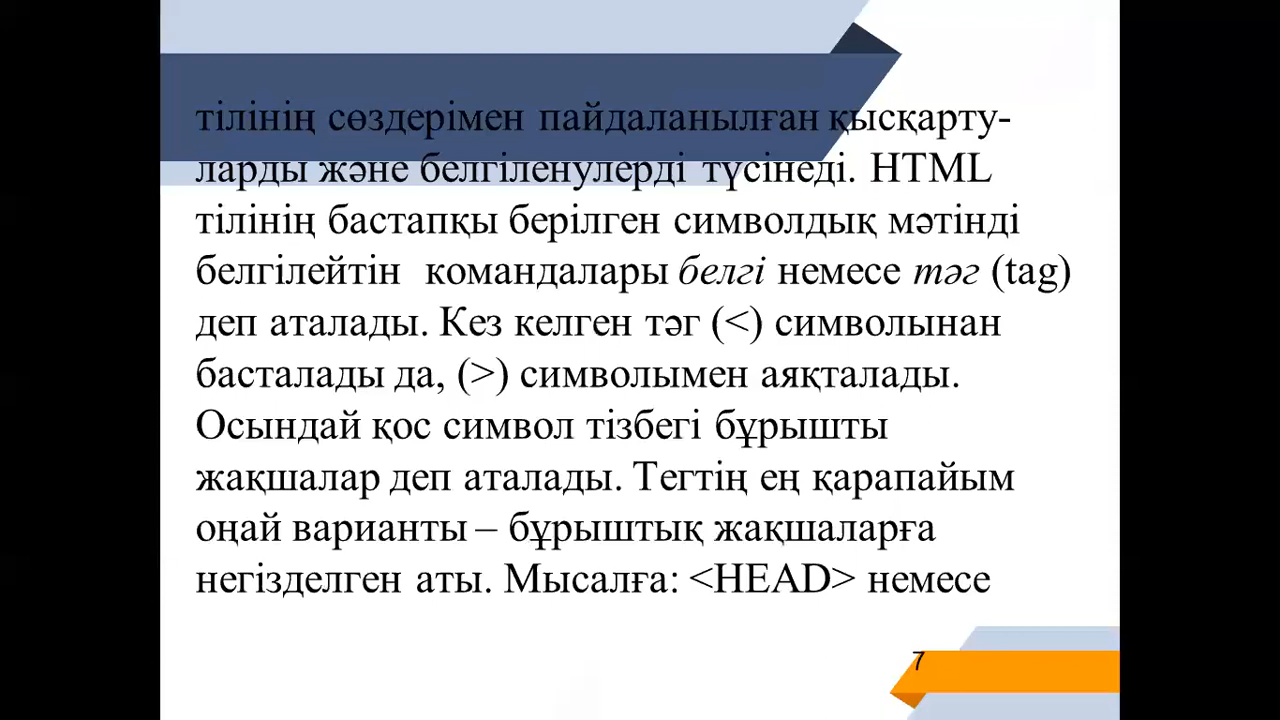 тілінің сөздерімен пайдаланылған қысқарту-
ларды және белгіленулерді түсінеді. HTML
тілінің бастапқы берілген символдық мәтінді
белгілейтін командалары белгі немесе тәг (tag)
деп аталады. Кез келген тәг (<) символынан
басталады да, (>) символымен аяқталады.
Осындай қос символ тізбегі бұрышты
жақшалар деп аталады. Тегтің ең қарапайым
оңай варианты – бұрыштық жақшаларға
негізделген аты. Мысалға: <HEAD> немесе
7